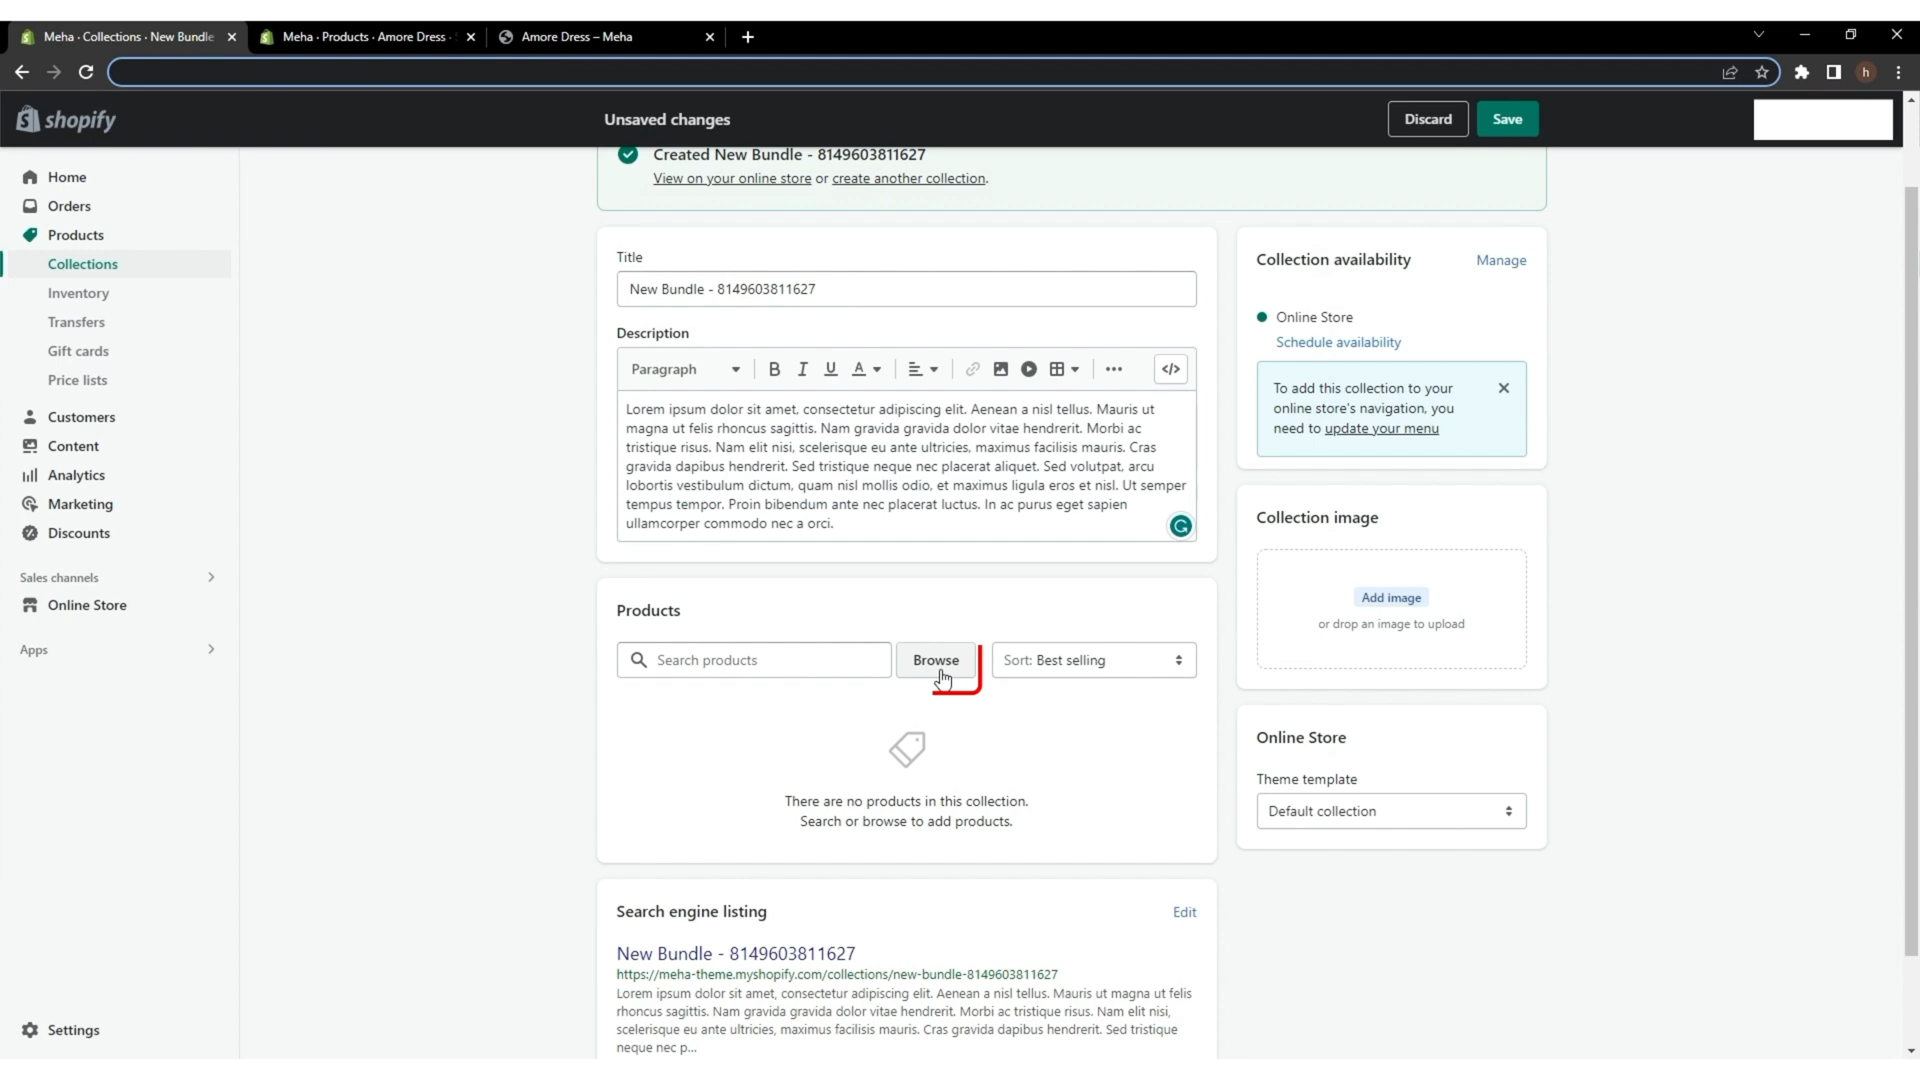 Meha · Collections · New Bundle
Meha · Products · Amore Dress ·
Amore Dress – Meha
h
shopify
Unsaved changes
Discard
Save
Created New Bundle - 8149603811627
View on your online store or create another collection.
Home
Orders
Products
Collections
Inventory
Transfers
Gift cards
Price lists
Customers
Content
Analytics
Marketing
Discounts
Sales channels
Online Store
Apps
Settings
Title
New Bundle - 8149603811627
Description
Paragraph
B I U A </>
Lorem ipsum dolor sit amet, consectetur adipiscing elit. Aenean a nisl tellus. Mauris ut
magna ut felis rhoncus sagittis. Nam gravida gravida dolor vitae hendrerit. Morbi ac
tristique risus. Nam elit nisi, scelerisque eu ante ultricies, maximus facilisis mauris. Cras
gravida dapibus hendrerit. Sed tristique neque nec placerat aliquet. Sed volutpat, arcu
lobortis vestibulum dictum, quam nisl mollis odio, et maximus ligula eros et nisl. Ut semper
tempus tempor. Proin bibendum ante nec placerat luctus. In ac purus eget sapien
ullamcorper commodo nec a orci.
Products
Search products
Browse
Sort: Best selling
There are no products in this collection.
Search or browse to add products.
Search engine listing
Edit
New Bundle - 8149603811627
https://meha-theme.myshopify.com/collections/new-bundle-8149603811627
Lorem ipsum dolor sit amet, consectetur adipiscing elit. Aenean a nisl tellus. Mauris ut magna ut felis
rhoncus sagittis. Nam gravida gravida dolor vitae hendrerit. Morbi ac tristique risus. Nam elit nisi,
scelerisque eu ante ultricies, maximus facilisis mauris. Cras gravida dapibus hendrerit. Sed tristique
neque nec p...
Collection availability
Manage
Online Store
Schedule availability
To add this collection to your
online store's navigation, you
need to update your menu
Collection image
Add image
or drop an image to upload
Online Store
Theme template
Default collection